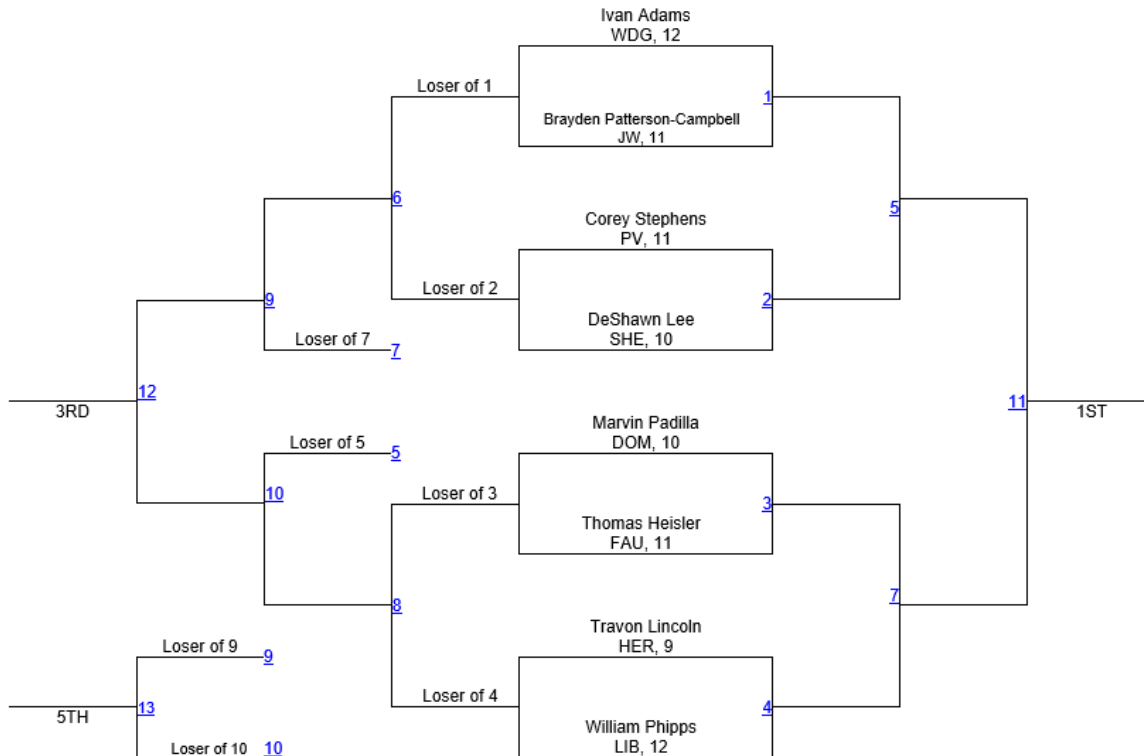 Ivan Adams
WDG, 12
Loser of 1
1
Brayden Patterson-Campbell
JW, 11
6
5
Corey Stephens
PV, 11
Loser of 2
9
2
DeShawn Lee
SHE, 10
Loser of 7
7
12
3RD
11
1ST
Marvin Padilla
DOM, 10
Loser of 5
5
10
Loser of 3
3
Thomas Heisler
FAU, 11
8
7
Travon Lincoln
HER, 9
Loser of 9
9
Loser of 4
4
13
5TH
William Phipps
LIB, 12
Loser of 10
10